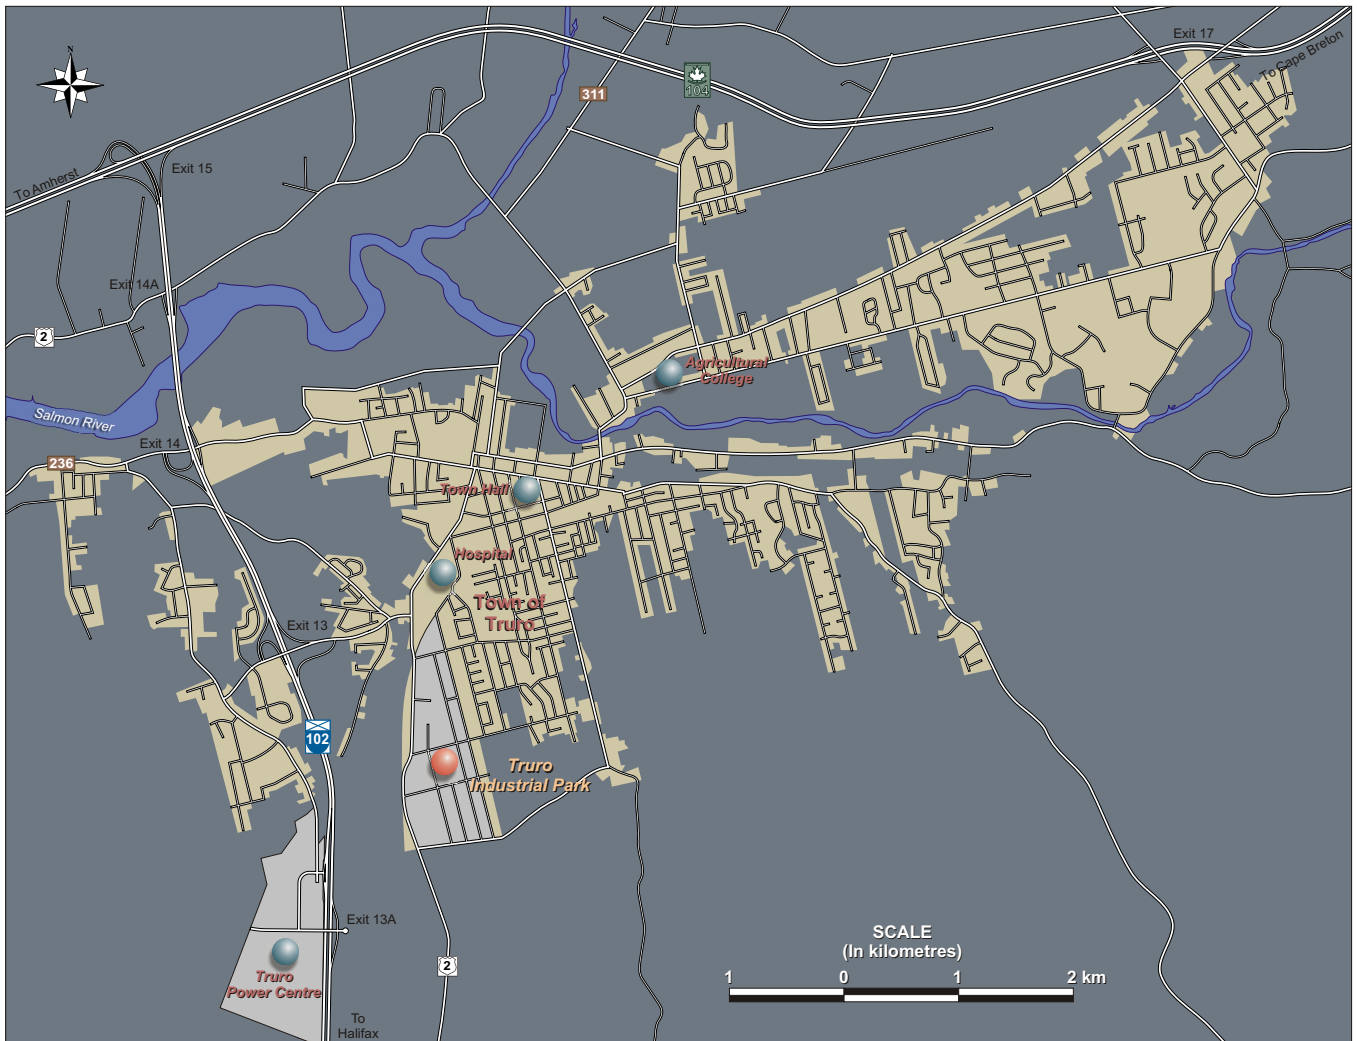 N
Exit 17
To Cape Breton
104
311
Exit 15
To Amherst
Exit 14A
2
Agricultural
College
Salmon River
Exit 14
236
Town Hall
Hospital
Town of
Truro
Exit 13
102
Truro
Industrial Park
Exit 13A
SCALE
(In kilometres)
1 0 1 2 km
2
Truro
Power Centre
To
Halifax